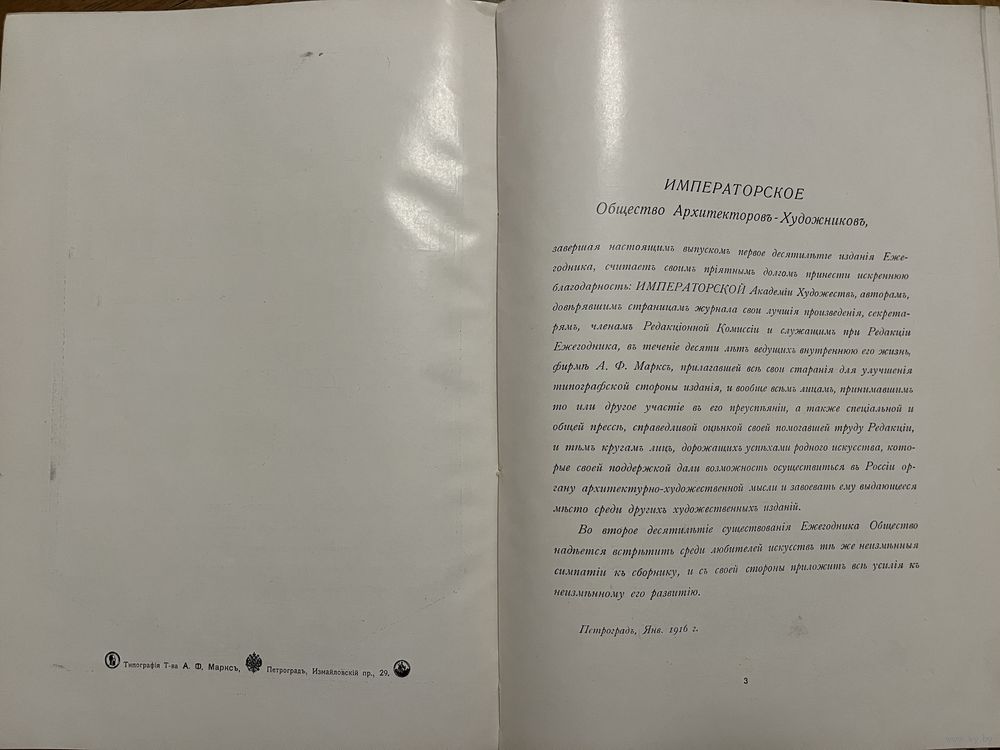 Типографія Т-ва А. Ф. Марксъ, Петроградъ, Измайловскій пр., 29.
ИМПЕРАТОРСКОЕ
Общество Архитекторовъ-Художниковъ,
завершая настоящимъ выпускомъ первое десятилѣтіе изданія Еже-
годника, считаетъ своимъ пріятнымъ долгомъ принести искреннюю
благодарность: ИМПЕРАТОРСКОЙ Академіи Художествъ, авторамъ,
довѣрявшимъ страницамъ журнала свои лучшія произведенія, секрета-
рямъ, членамъ Редакціонной Комиссіи и служащимъ при Редакціи
Ежегодника, въ теченіе десяти лѣтъ ведущихъ внутреннюю его жизнь,
фирмѣ А. Ф. Марксъ, прилагавшей всѣ свои старанія для улучшенія
типографской стороны изданія, и вообще всѣмъ лицамъ, принимавшимъ
то или другое участіе въ его преуспѣяніи, а также спеціальной и
общей прессѣ, справедливой оцѣнкой своей помогавшей труду Редакціи,
и тѣмъ кругамъ лицъ, дорожащихъ успѣхами родного искусства, кото-
рые своей поддержкой дали возможность осуществиться въ Россіи ор-
гану архитектурно-художественной мысли и завоевать ему выдающееся
мѣсто среди другихъ художественныхъ изданій.
Во второе десятилѣтіе существованія Ежегодника Общество
надѣется встрѣтить среди любителей искусствъ тѣ же неизмѣнныя
симпатіи къ сборнику, и съ своей стороны приложитъ всѣ усилія къ
неизмѣнному его развитію.
Петроградъ, Янв. 1916 г.
3